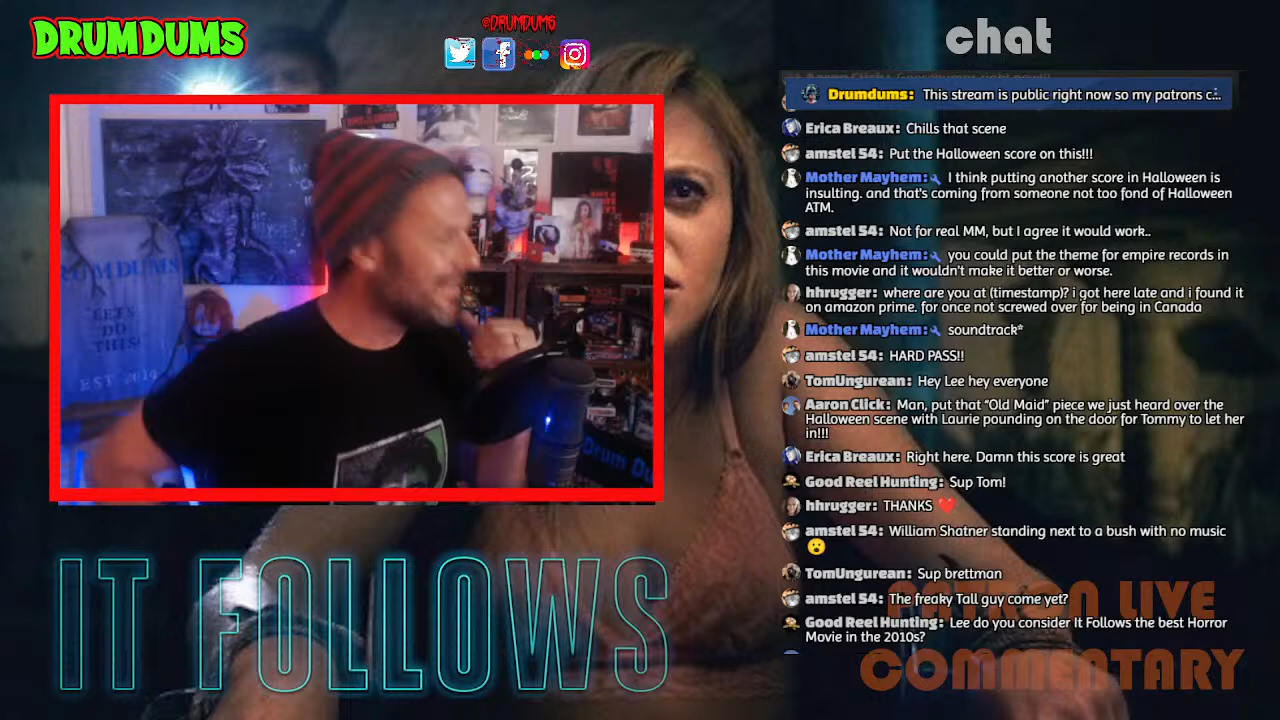 DRUMDUMS
@DRUMDUMS
chat
Drumdums: This stream is public right now so my patrons c...
Erica Breaux: Chills that scene
amstel 54: Put the Halloween score on this!!!
Mother Mayhem: I think putting another score in Halloween is
insulting. and that's coming from someone not too fond of Halloween
ATM.
amstel 54: Not for real MM, but I agree it would work..
Mother Mayhem: you could put the theme for empire records in
this movie and it wouldn't make it better or worse.
hhrugger: where are you at (timestamp)? i got here late and i found it
on amazon prime. for once not screwed over for being in Canada
Mother Mayhem: soundtrack*
amstel 54: HARD PASS!!
TomUngurean: Hey Lee hey everyone
Aaron Click: Man, put that “Old Maid” piece we just heard over the
Halloween scene with Laurie pounding on the door for Tommy to let her
in!!!
Erica Breaux: Right here. Damn this score is great
Good Reel Hunting: Sup Tom!
hhrugger: THANKS ❤️
amstel 54: William Shatner standing next to a bush with no music
😮
TomUngurean: Sup brettman
amstel 54: The freaky Tall guy come yet?
Good Reel Hunting: Lee do you consider It Follows the best Horror
Movie in the 2010s?
LET'S
DO
THIS
EST. 2014
Drum Du
IT FOLLOWS
PATREON LIVE
COMMENTARY